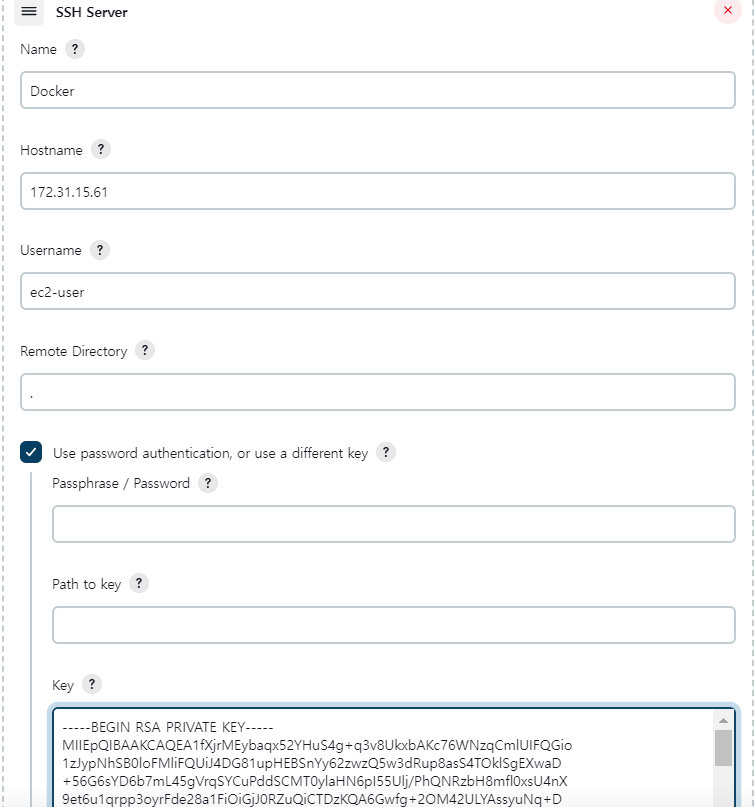 SSH Server
Name ?
Docker
Hostname ?
172.31.15.61
Username ?
ec2-user
Remote Directory ?
.
Use password authentication, or use a different key ?
Passphrase / Password ?
Path to key ?
Key ?
-----BEGIN RSA PRIVATE KEY-----
MIIEpQIBAAKCAQEA1fXjrMEybaqx52YHuS4g+q3v8UkxbAKc76WNzqCmlUIFQGio
1zJypNhSB0loFMliFQUiJ4DG81upHEBSnYy62zwzQ5w3dRup8asS4TOklSgEXwaD
+56G6sYD6b7mL45gVrqSYCuPddSCMT0ylaHN6pI55Ulj/PhQNRzbH8mfl0xsU4nX
9et6u1qrpp3oyrFde28a1FiOiGjJ0RZuQiCTDzKQA6Gwfg+2OM42ULYAssyuNq+D